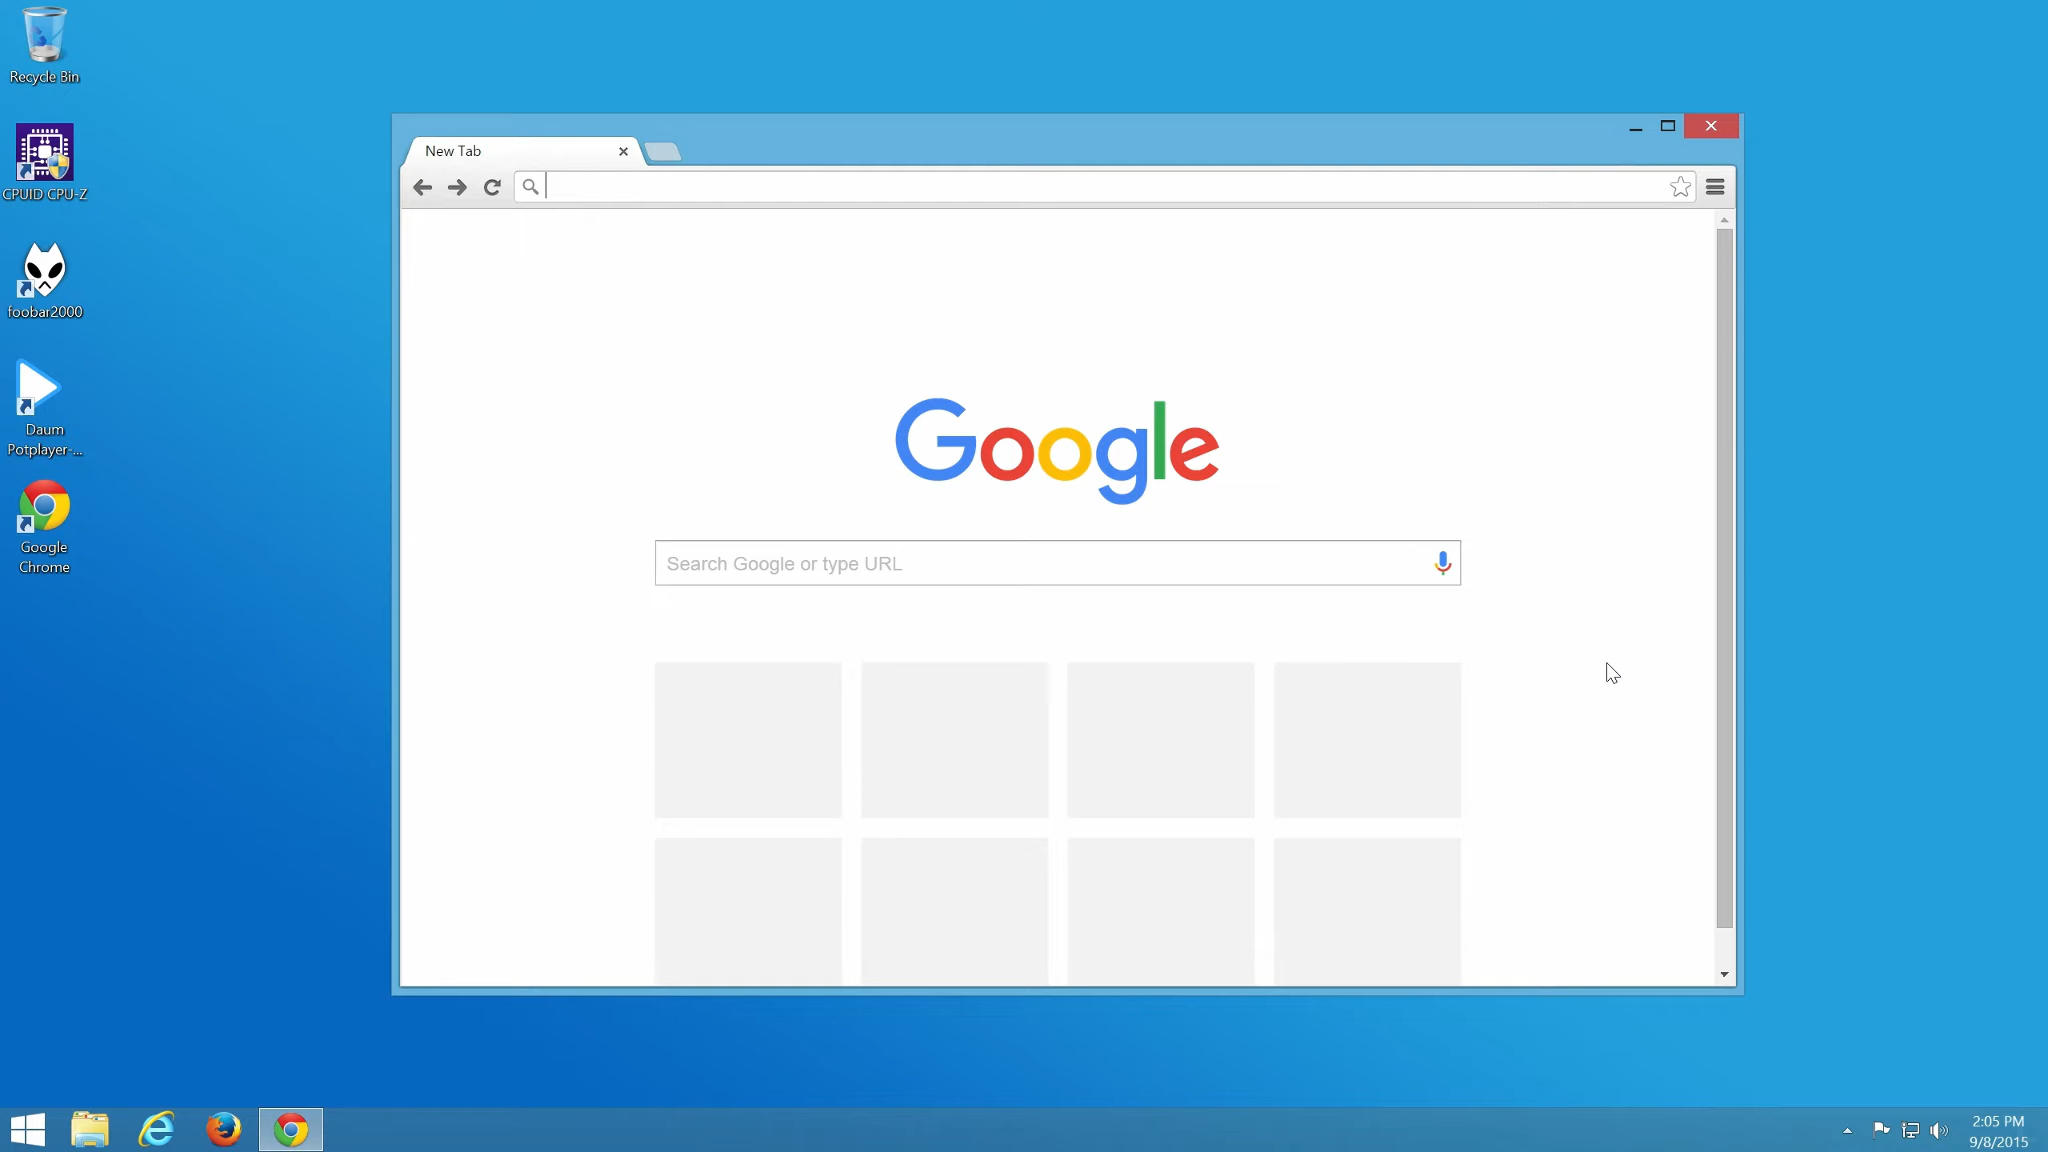 Recycle Bin
CPUID CPU-Z
foobar2000
Daum
Potplayer-...
Google
Chrome
New Tab
Google
Search Google or type URL
2:05 PM
9/8/2015